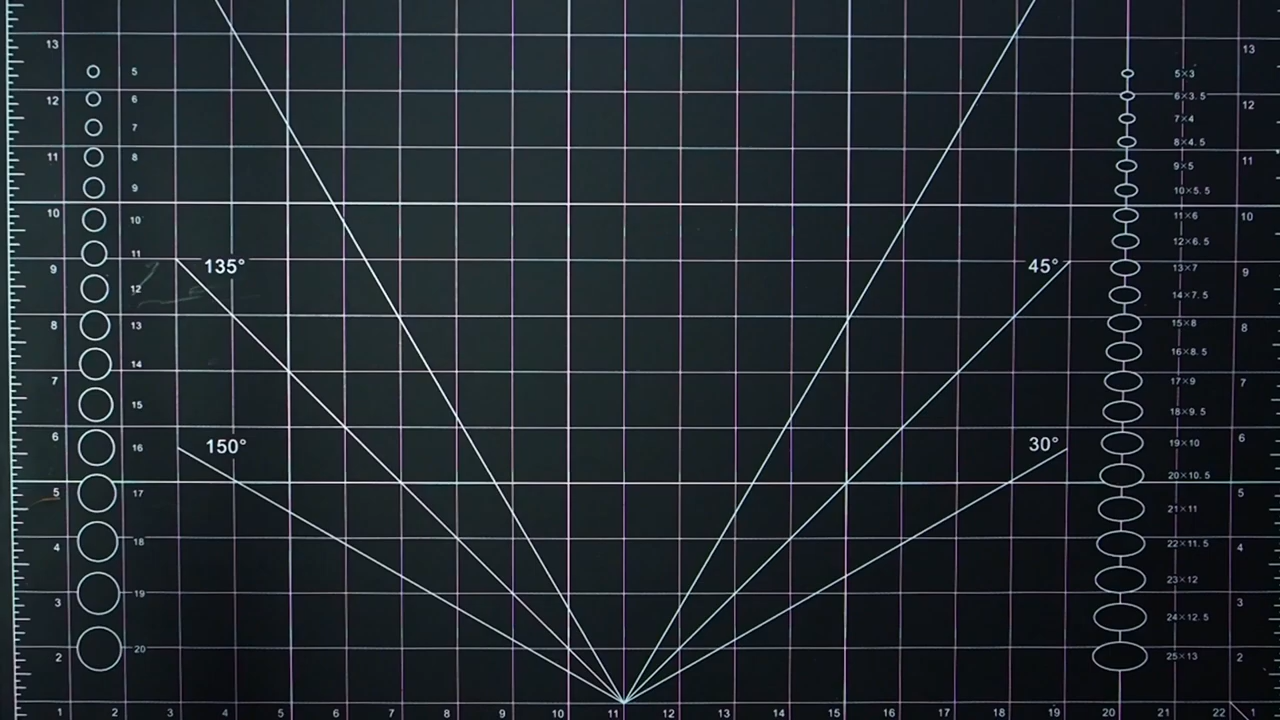 13 13
5 5×3
12 6 6×3.5 12
7 7×4
11 8 8×4.5 11
9 9×5
10 10 10×5.5 10
11 11×6
12×6.5
9 135° 45° 13×7 9
12 14×7.5
8 13 15×8 8
14 16×8.5
7 15 17×9 7
18×9.5
6 16 150° 30° 19×10 6
20×10.5
5 17 21×11 5
4 18 22×11.5 4
3 19 23×12 3
24×12.5
2 20 25×13 2
1 2 3 4 5 6 7 8 9 10 11 12 13 14 15 16 17 18 19 20 21 22 1